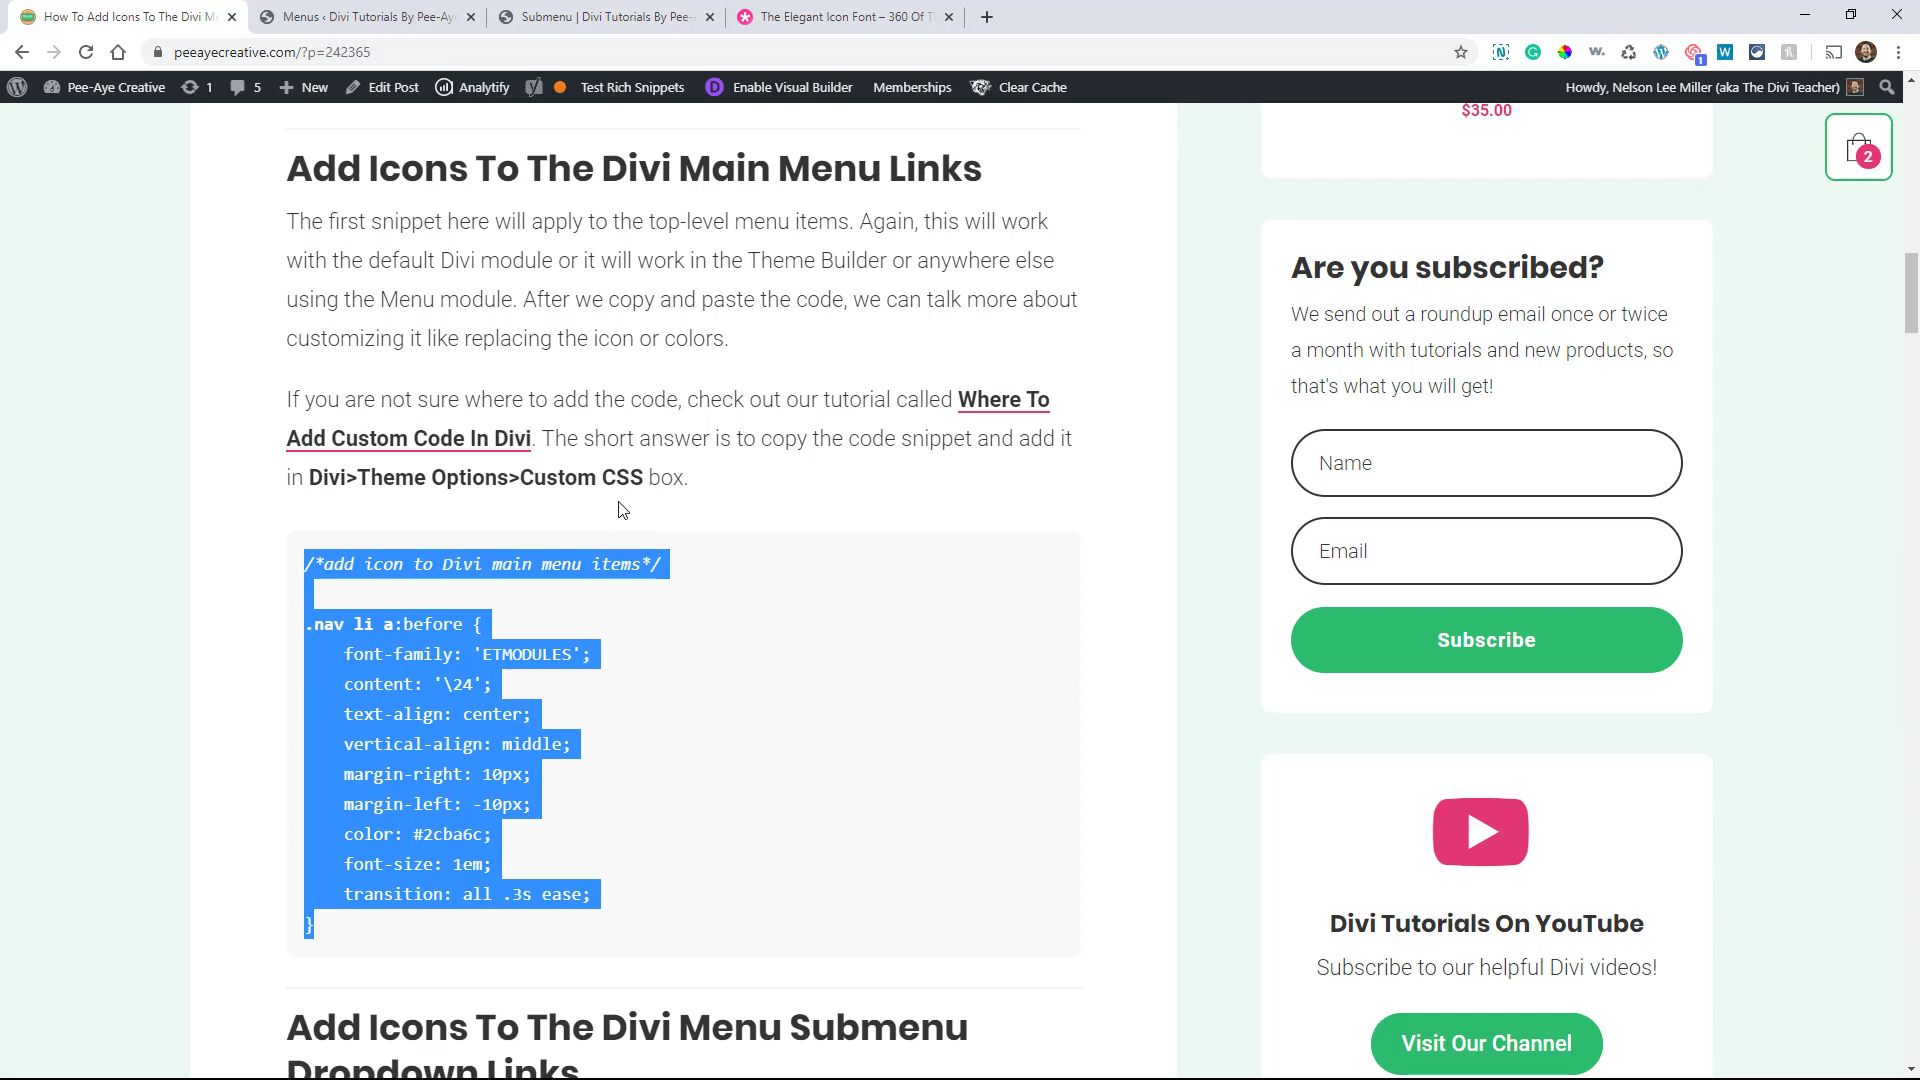 How To Add Icons To The Divi M
Menus ‹ Divi Tutorials By Pee-Aye
Submenu | Divi Tutorials By Pee-
The Elegant Icon Font – 360 Of T
peeayecreative.com/?p=242365
1
Pee-Aye Creative
1
5
New
Edit Post
Analytify
Test Rich Snippets
D
Enable Visual Builder
Memberships
Clear Cache
Howdy, Nelson Lee Miller (aka The Divi Teacher)
$35.00
2
Add Icons To The Divi Main Menu Links
The first snippet here will apply to the top-level menu items. Again, this will work
with the default Divi module or it will work in the Theme Builder or anywhere else
using the Menu module. After we copy and paste the code, we can talk more about
customizing it like replacing the icon or colors.
If you are not sure where to add the code, check out our tutorial called Where To
Add Custom Code In Divi. The short answer is to copy the code snippet and add it
in Divi>Theme Options>Custom CSS box.
/*add icon to Divi main menu items*/
.nav li a:before {
font-family: 'ETMODULES';
content: '\24';
text-align: center;
vertical-align: middle;
margin-right: 10px;
margin-left: -10px;
color: #2cba6c;
font-size: 1em;
transition: all .3s ease;
}
Add Icons To The Divi Menu Submenu
Dropdown Links
Are you subscribed?
We send out a roundup email once or twice
a month with tutorials and new products, so
that's what you will get!
Name
Email
Subscribe
Divi Tutorials On YouTube
Subscribe to our helpful Divi videos!
Visit Our Channel